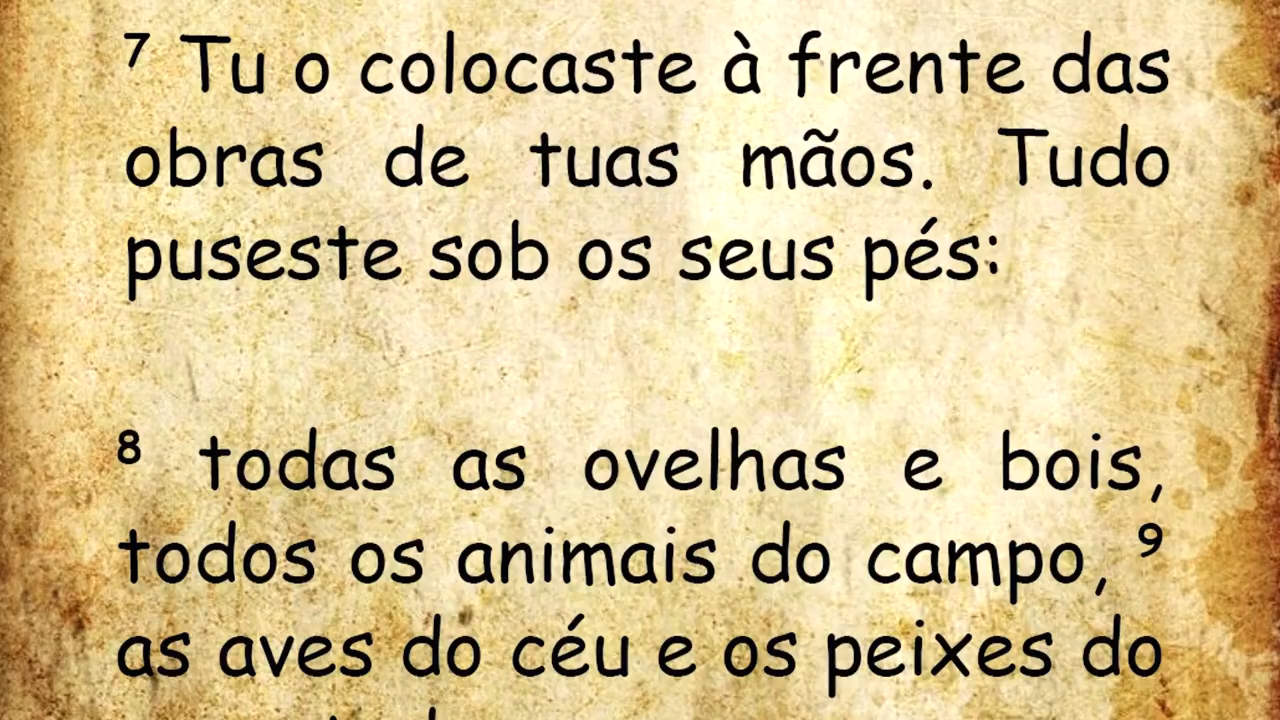 ⁷ Tu o colocaste à frente das
obras de tuas mãos. Tudo
puseste sob os seus pés:
⁸ todas as ovelhas e bois,
todos os animais do campo, ⁹
as aves do céu e os peixes do